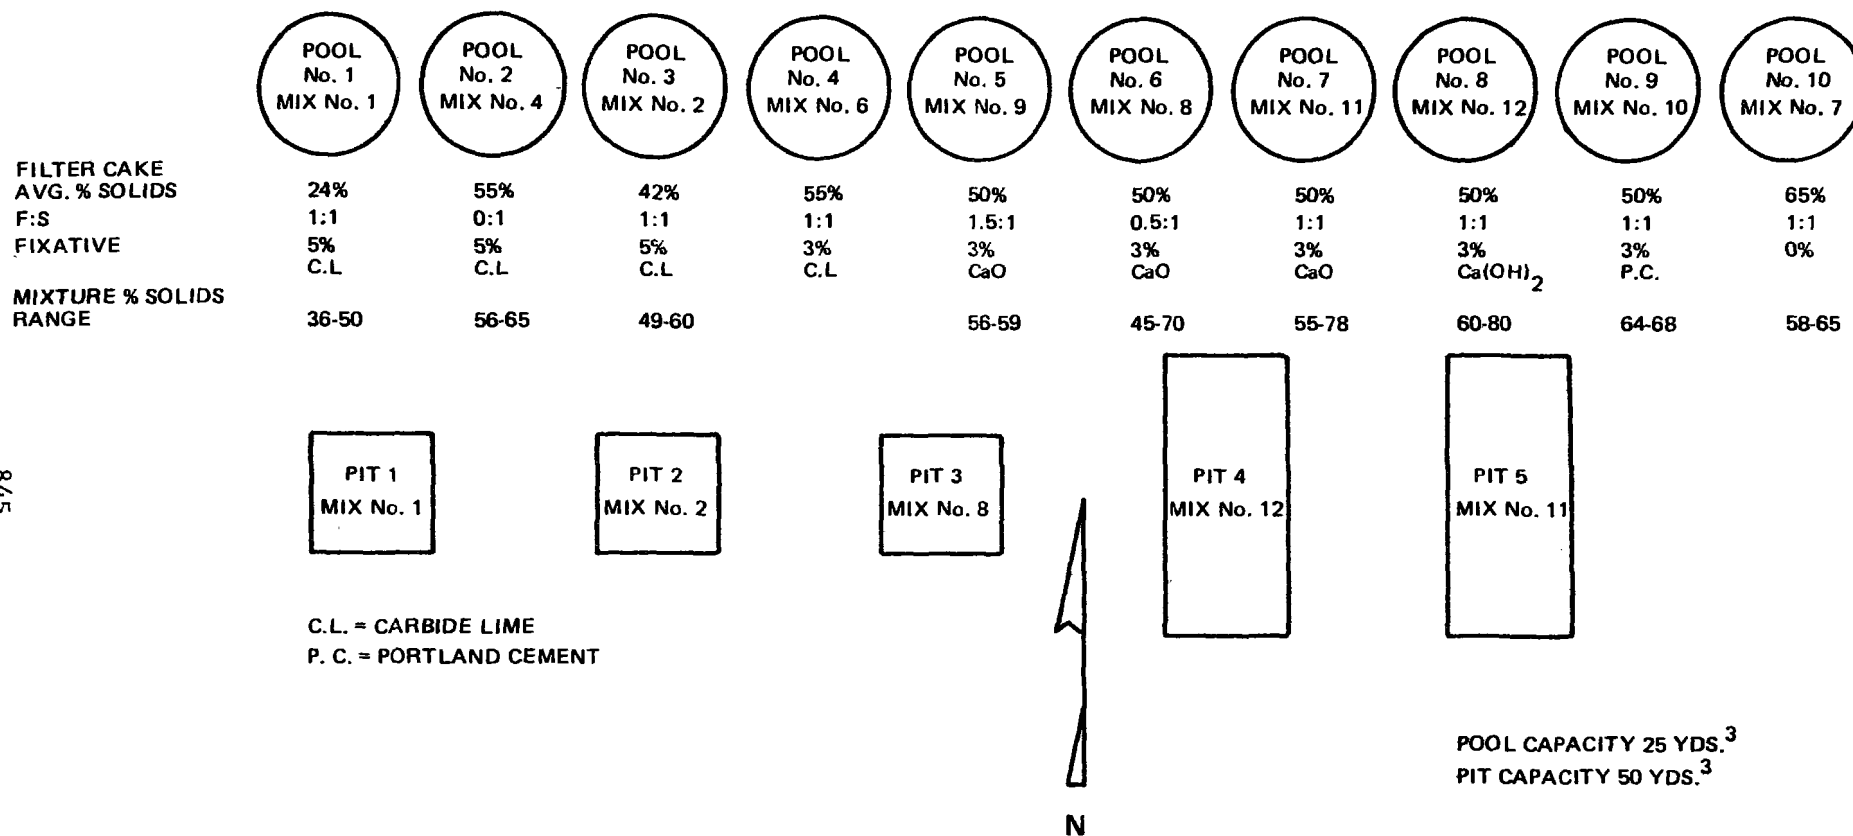 POOL No. 1 MIX No. 1
POOL No. 2 MIX No. 4
POOL No. 3 MIX No. 2
POOL No. 4 MIX No. 6
POOL No. 5 MIX No. 9
POOL No. 6 MIX No. 8
POOL No. 7 MIX No. 11
POOL No. 8 MIX No. 12
POOL No. 9 MIX No. 10
POOL No. 10 MIX No. 7
FILTER CAKE
AVG. % SOLIDS 24% 55% 42% 55% 50% 50% 50% 50% 50% 65%
F:S 1:1 0:1 1:1 1:1 1.5:1 0.5:1 1:1 1:1 1:1 1:1
FIXATIVE 5% 5% 5% 3% 3% 3% 3% 3% 3% 0%
C.L C.L C.L C.L CaO CaO CaO Ca(OH)2 P.C.
MIXTURE % SOLIDS
RANGE 36-50 56-65 49-60 56-59 45-70 55-78 60-80 64-68 58-65
PIT 1
MIX No. 1
PIT 2
MIX No. 2
PIT 3
MIX No. 8
PIT 4
MIX No. 12
PIT 5
MIX No. 11
C.L. = CARBIDE LIME
P. C. = PORTLAND CEMENT
N
POOL CAPACITY 25 YDS.3
PIT CAPACITY 50 YDS.3